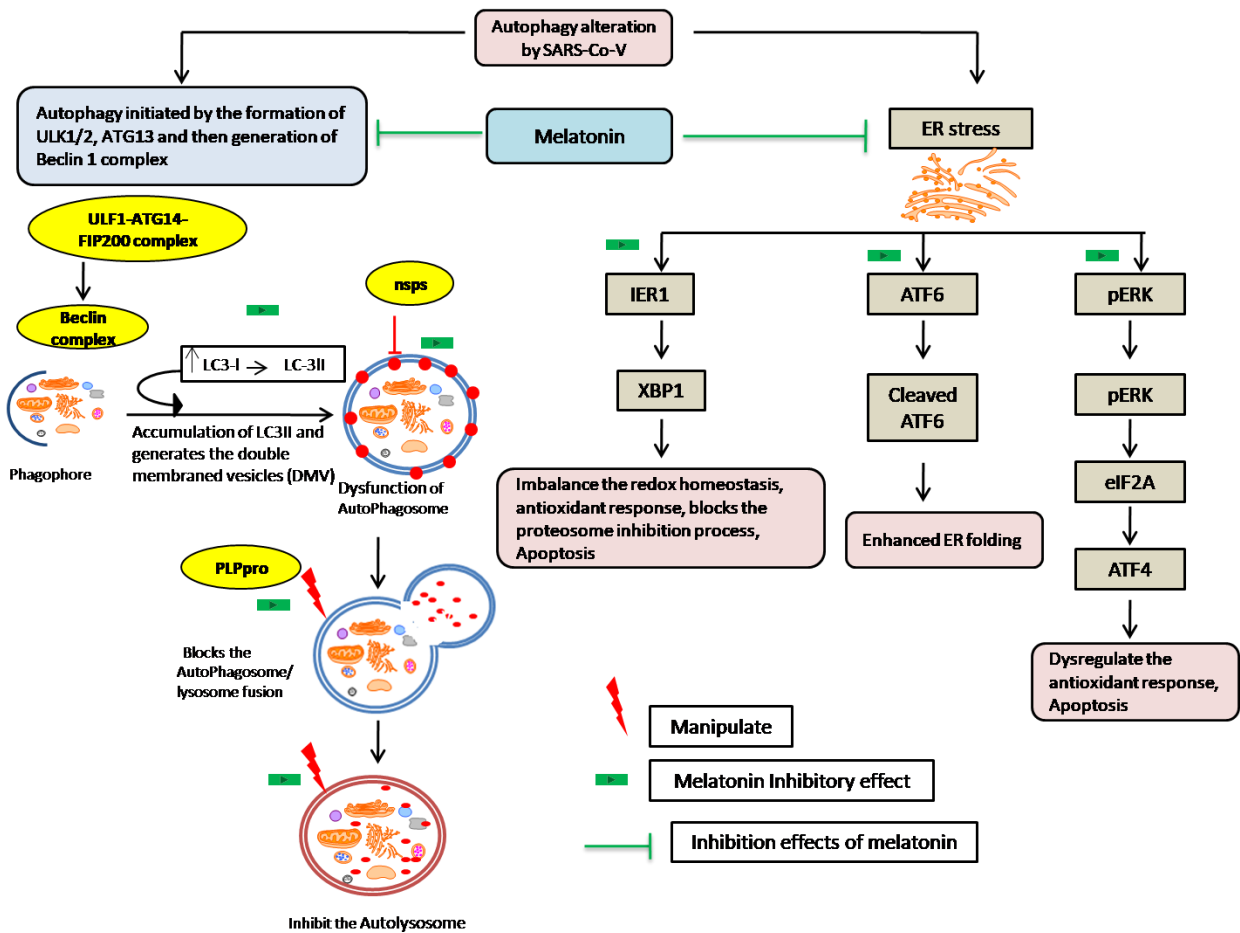 Autophagy alteration
by SARS-Co-V
Autophagy initiated by the formation of
ULK1/2, ATG13 and then generation of
Beclin 1 complex
Melatonin
ER stress
ULF1-ATG14-
FIP200 complex
nsps
IER1
ATF6
pERK
Beclin
complex
LC3-I → LC-3II
XBP1
Cleaved
ATF6
pERK
Phagophore
Accumulation of LC3II and
generates the double
membraned vesicles (DMV)
Dysfunction of
AutoPhagosome
Imbalance the redox homeostasis,
antioxidant response, blocks the
proteosome inhibition process,
Apoptosis
eIF2A
Enhanced ER folding
ATF4
PLPpro
Blocks the
AutoPhagosome/
lysosome fusion
Dysregulate the
antioxidant response,
Apoptosis
Manipulate
Melatonin Inhibitory effect
Inhibition effects of melatonin
Inhibit the Autolysosome